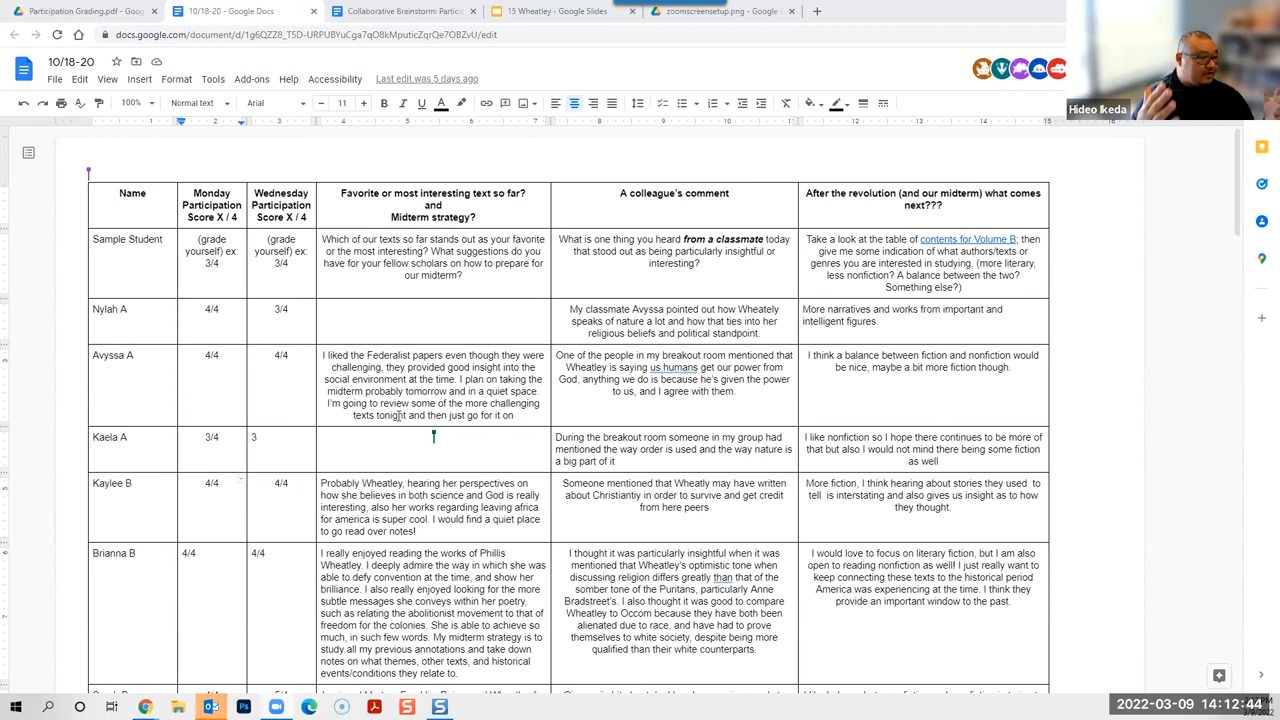 Participation Grading.pdf - Goo
10/18-20 - Google Docs
Collaborative Brainstorm: Partici
15 Wheatley - Google Slides
zoomscreensetup.png - Google
docs.google.com/document/d/1g6QZZ8_T5D-URPUBYuCga7qO8kMputicZqrQe7OBZvU/edit
10/18-20
File Edit View Insert Format Tools Add-ons Help Accessibility Last edit was 5 days ago
100% Normal text Arial 11
Hideo Ikeda
1 2 3 4 5 6 7 8 9 10 11 12 13 14 15 16
Name
Monday
Participation
Score X / 4
Wednesday
Participation
Score X / 4
Favorite or most interesting text so far?
and
Midterm strategy?
A colleague's comment
After the revolution (and our midterm) what comes
next???
Sample Student
(grade
yourself) ex:
3/4
(grade
yourself) ex:
3/4
Which of our texts so far stands out as your favorite
or the most interesting? What suggestions do you
have for your fellow scholars on how to prepare for
our midterm?
What is one thing you heard from a classmate today
that stood out as being particularly insightful or
interesting?
Take a look at the table of contents for Volume B; then
give me some indication of what authors/texts or
genres you are interested in studying, (more literary,
less nonfiction? A balance between the two?
Something else?)
Nylah A
4/4
3/4
My classmate Avyssa pointed out how Wheately
speaks of nature a lot and how that ties into her
religious beliefs and political standpoint.
More narratives and works from important and
intelligent figures.
Avyssa A
4/4
4/4
I liked the Federalist papers even though they were
challenging, they provided good insight into the
social environment at the time. I plan on taking the
midterm probably tomorrow and in a quiet space.
I'm going to review some of the more challenging
texts tonight and then just go for it on
One of the people in my breakout room mentioned that
Wheatley is saying us humans get our power from
God, anything we do is because he's given the power
to us, and I agree with them.
I think a balance between fiction and nonfiction would
be nice, maybe a bit more fiction though.
Kaela A
3/4
3
During the breakout room someone in my group had
mentioned the way order is used and the way nature is
a big part of it
I like nonfiction so I hope there continues to be more of
that but also I would not mind there being some fiction
as well
Kaylee B
4/4
4/4
Probably Wheatley, hearing her perspectives on
how she believes in both science and God is really
interesting, also her works regarding leaving africa
for america is super cool. I would find a quiet place
to go read over notes!
Someone mentioned that Wheatly may have written
about Christiantiy in order to survive and get credit
from here peers
More fiction, I think hearing about stories they used to
tell is interstating and also gives us insight as to how
they thought.
Brianna B
4/4
4/4
I really enjoyed reading the works of Phillis
Wheatley. I deeply admire the way in which she was
able to defy convention at the time, and show her
brilliance. I also really enjoyed looking for the more
subtle messages she conveys within her poetry,
such as relating the abolitionist movement to that of
freedom for the colonies. She is able to achieve so
much, in such few words. My midterm strategy is to
study all my previous annotations and take down
notes on what themes, other texts, and historical
events/conditions they relate to.
I thought it was particularly insightful when it was
mentioned that Wheatley's optimistic tone when
discussing religion differs greatly than that of the
somber tone of the Puritans, particularly Anne
Bradstreet's. I also thought it was good to compare
Wheatley to Occom because they have both been
alienated due to race, and have had to prove
themselves to white society, despite being more
qualified than their white counterparts.
I would love to focus on literary fiction, but I am also
open to reading nonfiction as well! I just really want to
keep connecting these texts to the historical period
America was experiencing at the time. I think they
provide an important window to the past.
2022-03-09 14:12:44
3/9/2022